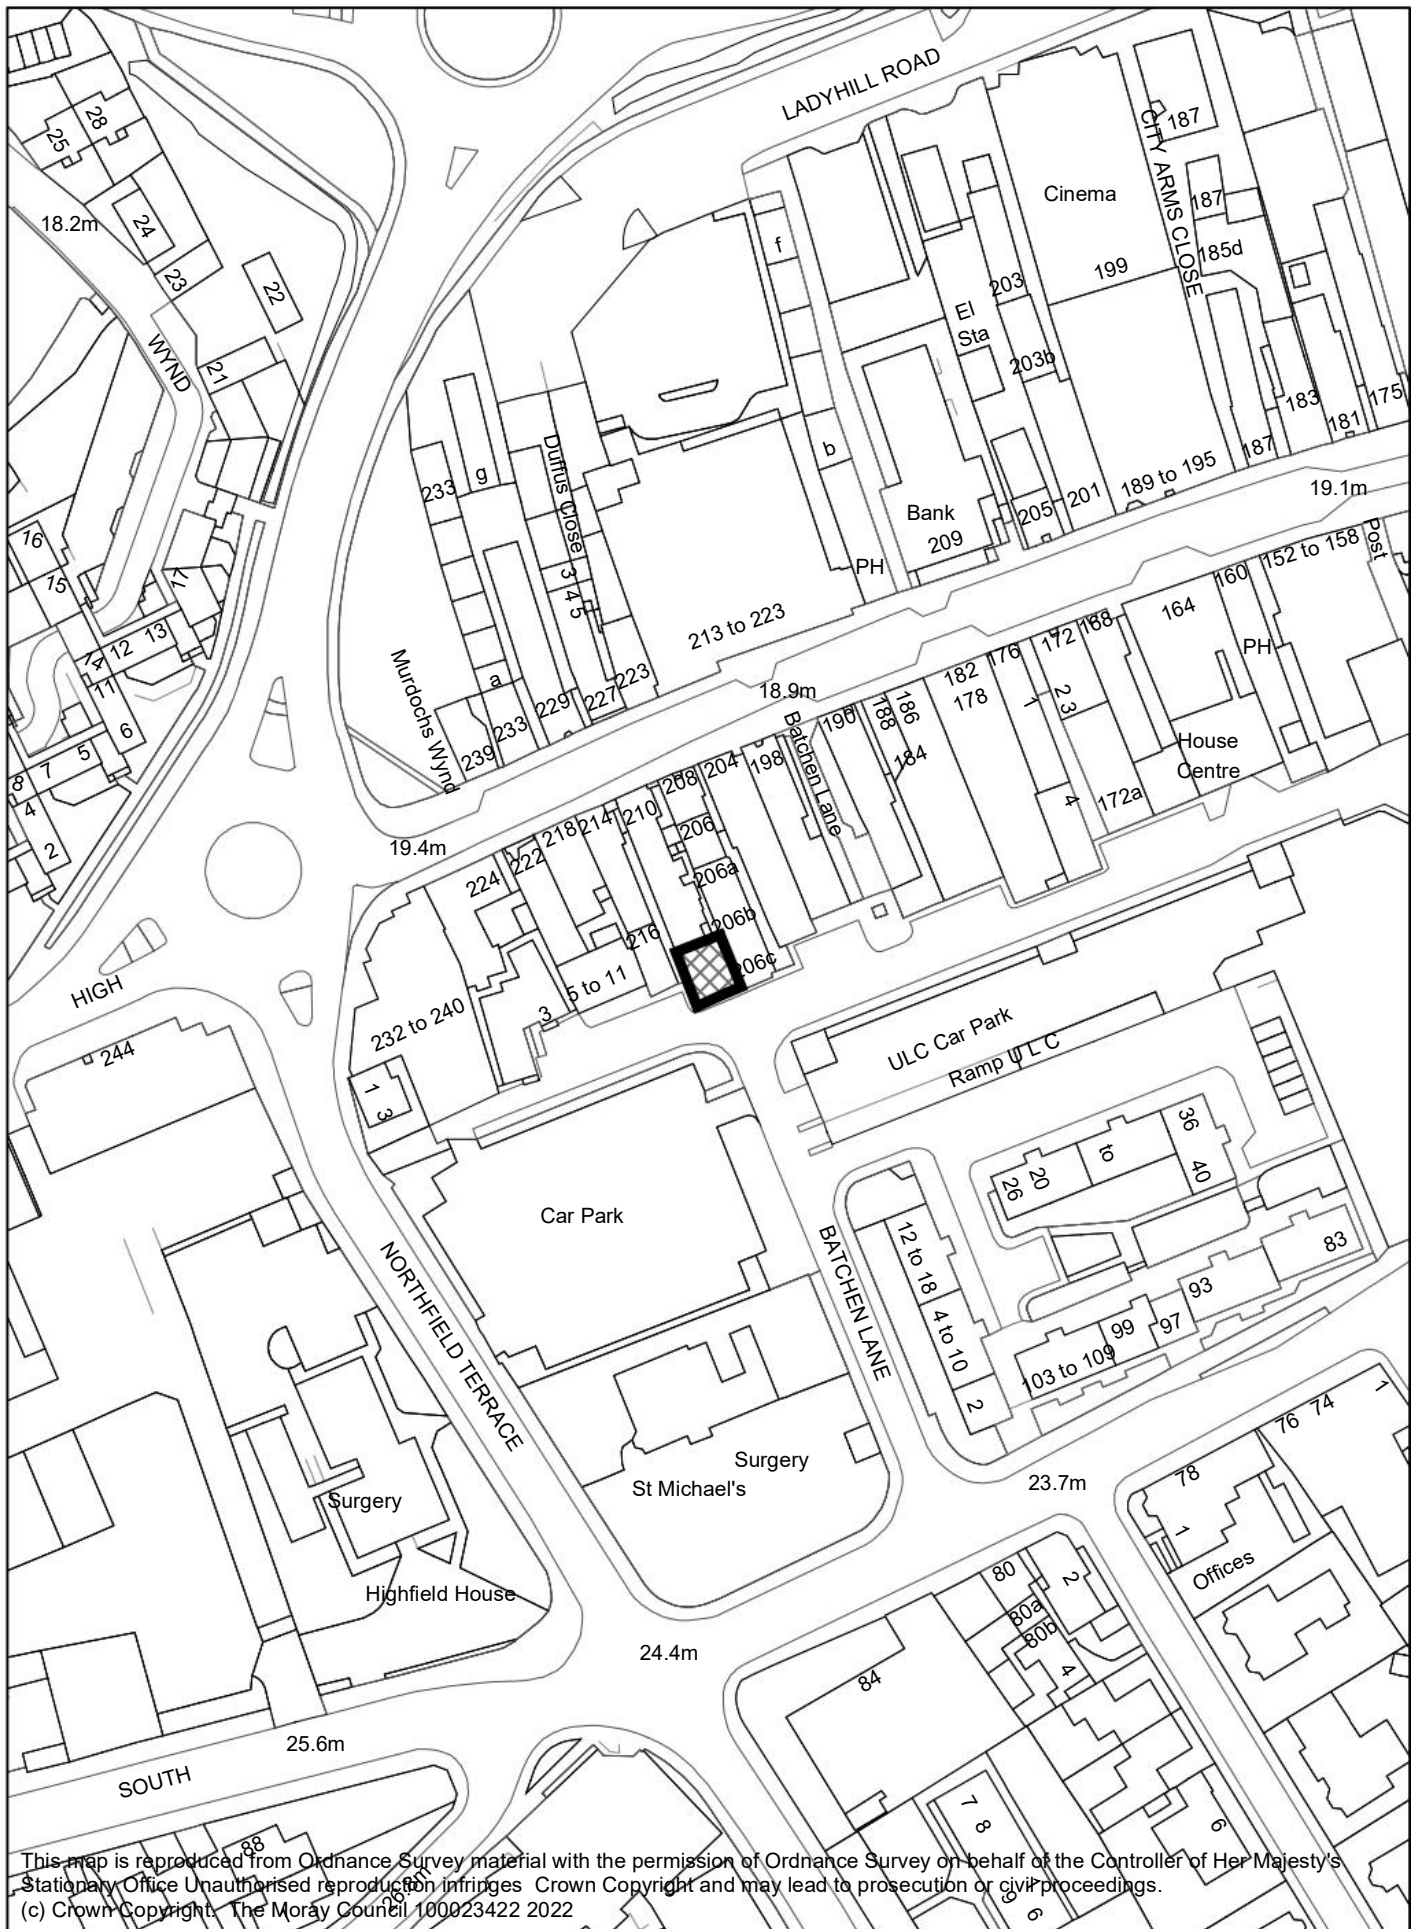 LADYHILL ROAD
28
25
187
CITY ARMS CLOSE
Cinema
18.2m
24
187
f
185d
23
199
22
203
El
Sta
WYND
21
203b
183
175
181
b
187
g
233
189 to 195
Duffus Close
201
19.1m
205
Bank
209
16
PH
3
4
5
15
17
Post
152 to 158
160
164
213 to 223
13
12
14
11
168
172
PH
176
182
178
223
a
Murdochs Wynd
18.9m
1
2 3
227
229
233
239
6
5
7
8
4
2
186
188
190
Batchen Lane
184
House
Centre
198
204
208
4
172a
210
206
214
218
19.4m
222
224
206a
206b
216
206c
5 to 11
HIGH
3
232 to 240
244
ULC Car Park
Ramp U L C
1
3
36
to
40
20
26
Car Park
BATCHEN LANE
12 to 18
83
NORTHFIELD TERRACE
93
97
99
4 to 10
103 to 109
2
1
74
76
Surgery
St Michael's
78
23.7m
Surgery
1
Offices
80
2
Highfield House
80a
80b
24.4m
4
84
25.6m
SOUTH
7
8
6
88
This map is reproduced from Ordnance Survey material with the permission of Ordnance Survey on behalf of the Controller of Her Majesty's
Stationary Office Unauthorised reproduction infringes Crown Copyright and may lead to prosecution or civil proceedings.
(c) Crown Copyright. The Moray Council 100023422 2022
9
6